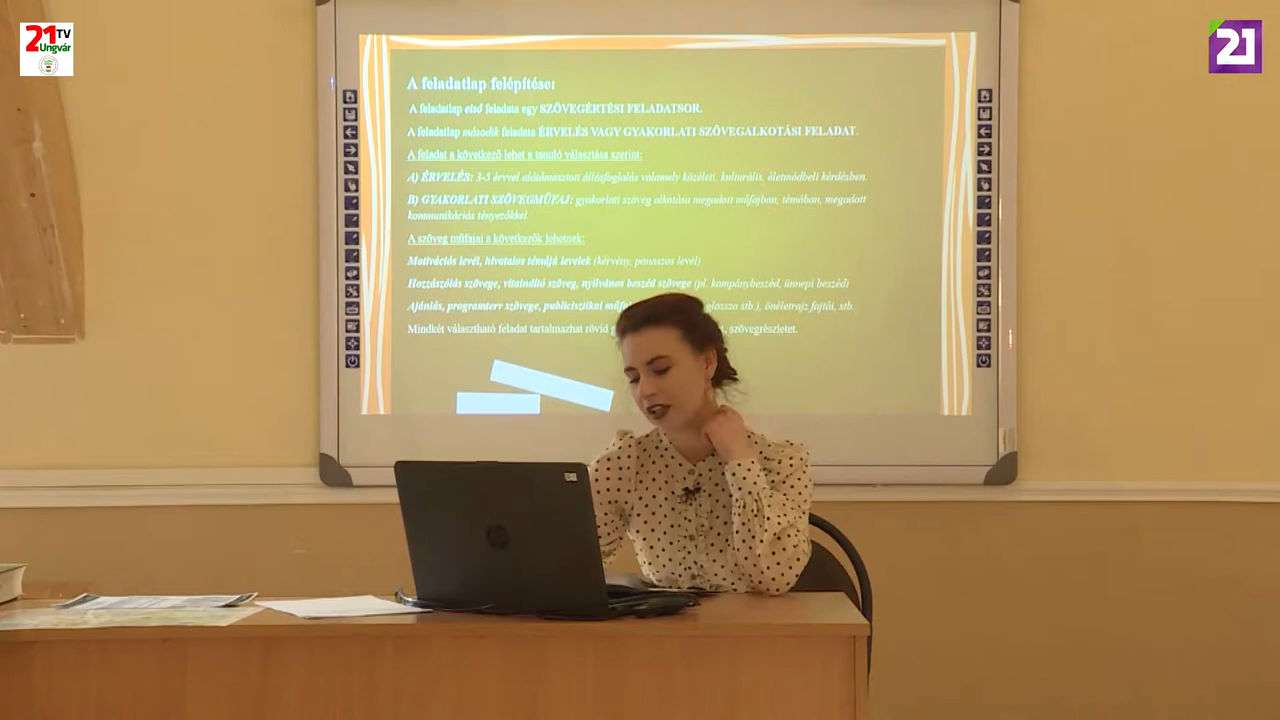 21 TV
Ungvár
21
A feladatlap felépítése:
A feladatlap első feladata egy SZÖVEGÉRTÉSI FELADATSOR.
A feladatlap második feladata ÉRVELÉS VAGY GYAKORLATI SZÖVEGALKOTÁSI FELADAT.
A feladat a következő lehet a tanuló választása szerint:
A) ÉRVELÉS: 3-5 érvvel alátámasztott állásfoglalás valamely közéleti, kulturális, életmódbeli kérdésben.
B) GYAKORLATI SZÖVEGMŰFAJ: gyakorlati szöveg alkotása megadott műfajban, témában, megadott
kommunikációs tényezőkkel.
A szöveg műfajai a következők lehetnek:
Motivációs levél, hivatalos témájú levelek (kérvény, panaszos levél)
Hozzászólás szövege, vitaindító szöveg, nyilvános beszéd szövege (pl. kampánybeszéd, ünnepi beszéd)
Ajánlás, programterv szövege, publicisztikai glossza stb.), önéletrajz fajtái, stb.
Mindkét választható feladat tartalmazhat rövid szövegrészletet.
hp